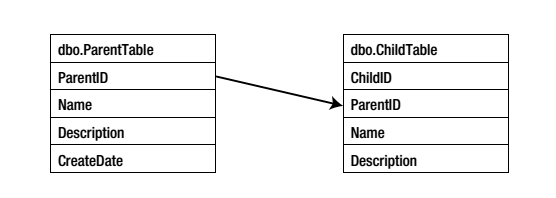 dbo.ParentTable
ParentID
Name
Description
CreateDate
dbo.ChildTable
ChildID
ParentID
Name
Description